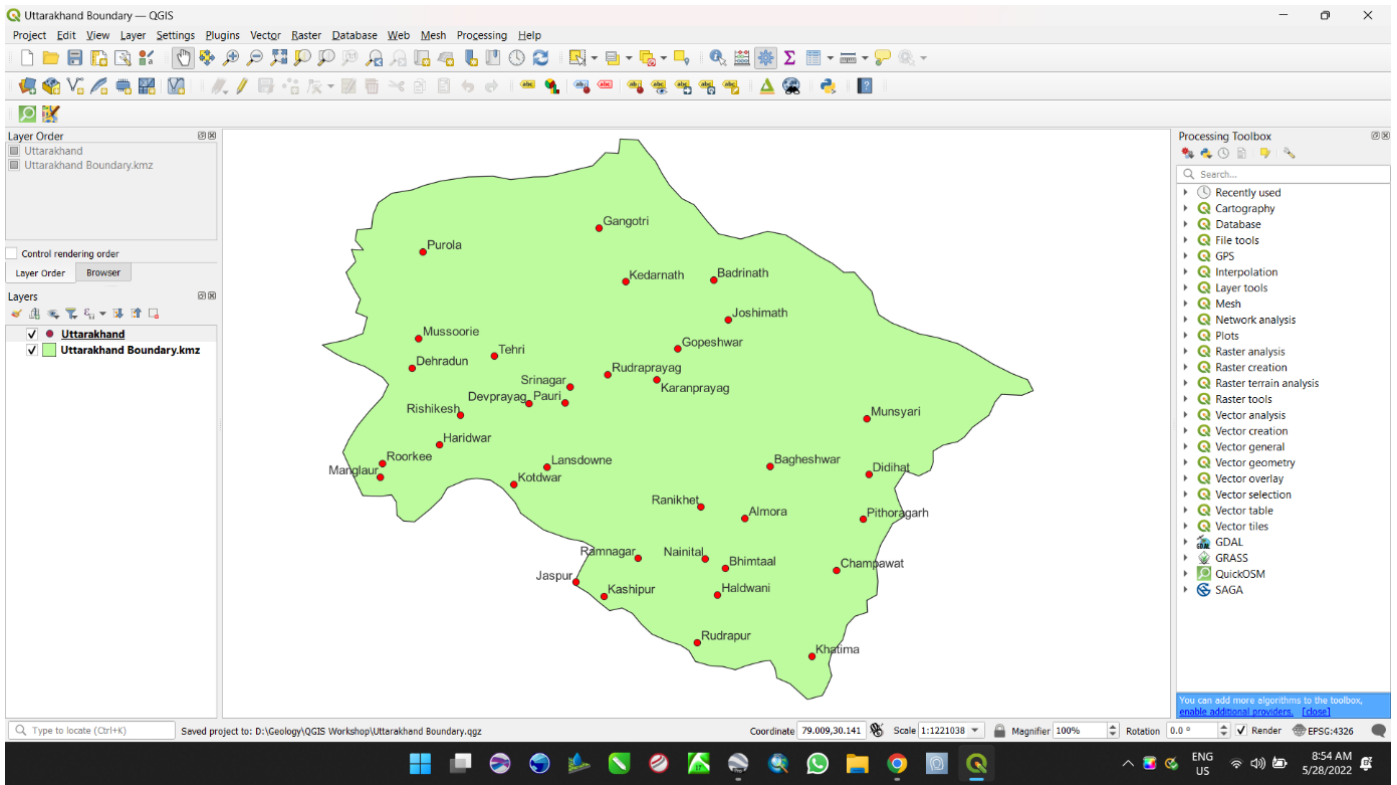 Uttarakhand Boundary — QGIS
Project Edit View Layer Settings Plugins Vector Raster Database Web Mesh Processing Help
Layer Order
Uttarakhand
Uttarakhand Boundary.kmz
Control rendering order
Layer Order Browser
Layers
Uttarakhand
Uttarakhand Boundary.kmz
Gangotri
Purola
Kedarnath
Badrinath
Joshimath
Mussoorie
Gopeshwar
Tehri
Dehradun
Rudraprayag
Srinagar
Karanprayag
Devprayag
Pauri
Rishikesh
Munsyari
Haridwar
Roorkee
Lansdowne
Bagheshwar
Manglaur
Didihat
Kotdwar
Ranikhet
Almora
Pithoragarh
Ramnagar
Nainital
Bhimtaal
Champawat
Jaspur
Kashipur
Haldwani
Rudrapur
Khatima
Processing Toolbox
Search...
Recently used
Cartography
Database
File tools
GPS
Interpolation
Layer tools
Mesh
Network analysis
Plots
Raster analysis
Raster creation
Raster terrain analysis
Raster tools
Vector analysis
Vector creation
Vector general
Vector geometry
Vector overlay
Vector selection
Vector table
Vector tiles
GDAL
GRASS
QuickOSM
SAGA
You can add more algorithms to the toolbox,
enable additional providers. [close]
Type to locate (Ctrl+K) Saved project to: D:\Geology\QGIS Workshop\Uttarakhand Boundary.qgz Coordinate 79.009,30.141 Scale 1:1221038 Magnifier 100% Rotation 0.0 ° Render EPSG:4326
ENG
US
8:54 AM
5/28/2022